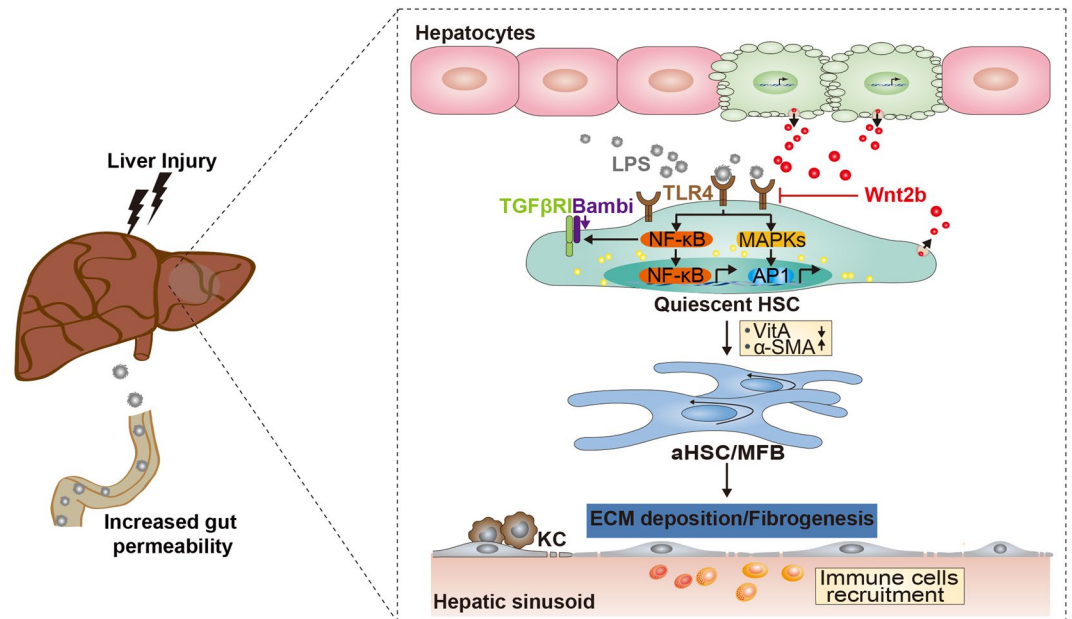 Hepatocytes
Liver Injury
LPS
TLR4
Wnt2b
TGFβRI
Bambi
NF-κB
MAPKs
NF-κB
AP1
Quiescent HSC
• VitA ↓
• α-SMA ↑
aHSC/MFB
Increased gut
permeability
ECM deposition/Fibrogenesis
KC
Immune cells
recruitment
Hepatic sinusoid